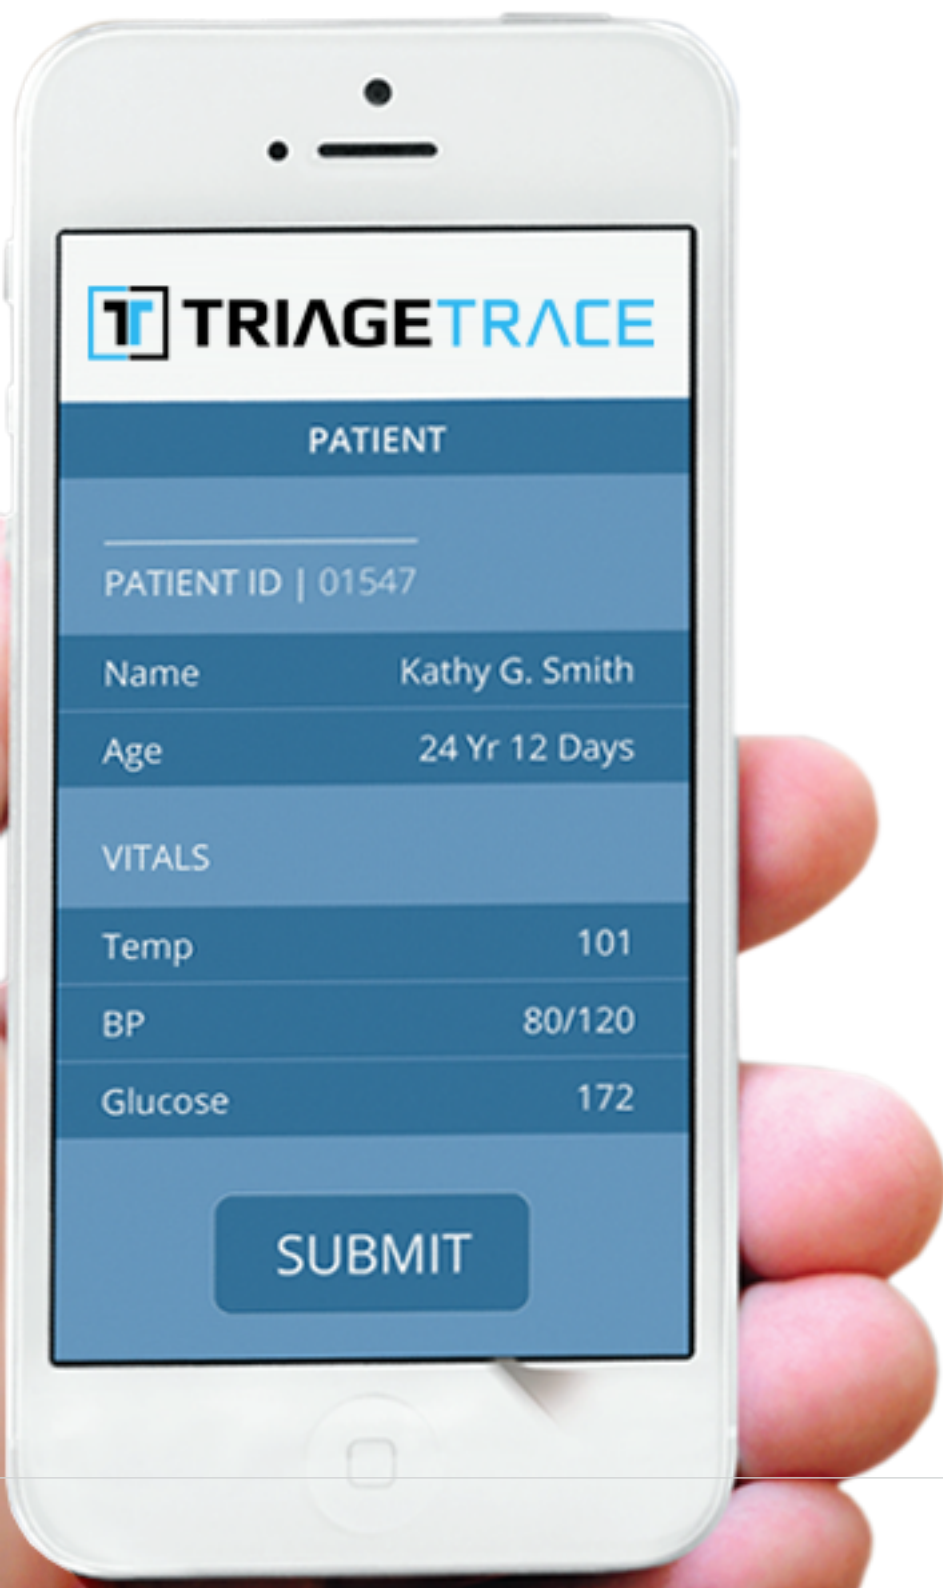 TRIAGETRACE
PATIENT
PATIENT ID | 01547
Name Kathy G. Smith
Age 24 Yr 12 Days
VITALS
Temp 101
BP 80/120
Glucose 172
SUBMIT